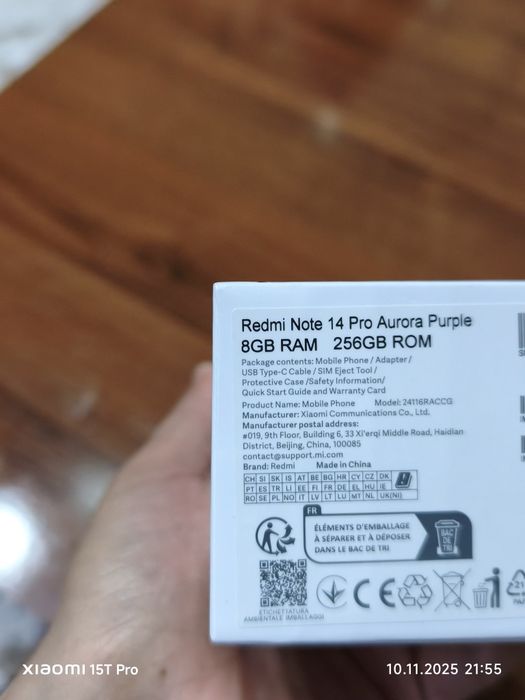 Redmi Note 14 Pro Aurora Purple
8GB RAM 256GB ROM
Package contents: Mobile Phone / Adapter /
USB Type-C Cable / SIM Eject Tool /
Protective Case /Safety Information/
Quick Start Guide and Warranty Card
Product Name: Mobile Phone Model: 24116RACCG
Manufacturer: Xiaomi Communications Co., Ltd.
Manufacturer postal address:
#019, 9th Floor, Building 6, 33 Xi'erqi Middle Road, Haidian
District, Beijing, China, 100085
contact@support.mi.com
Brand: Redmi Made in China
CH SI SK IS AT BE BG HR CY CZ DK
PT ES TR LI EE FI FR DE EL HU IE
RO SE PL NO IT LV LT LU MT NL UK(NI)
FR
ÉLÉMENTS D'EMBALLAGE
À SÉPARER ET À DÉPOSER
DANS LE BAC DE TRI
BAC
DE
TRI
CE
21
PAP
ETICHETTATURA
AMBIENTALE IMBALLAGGI
XIAOMI 15T Pro
10.11.2025 21:55